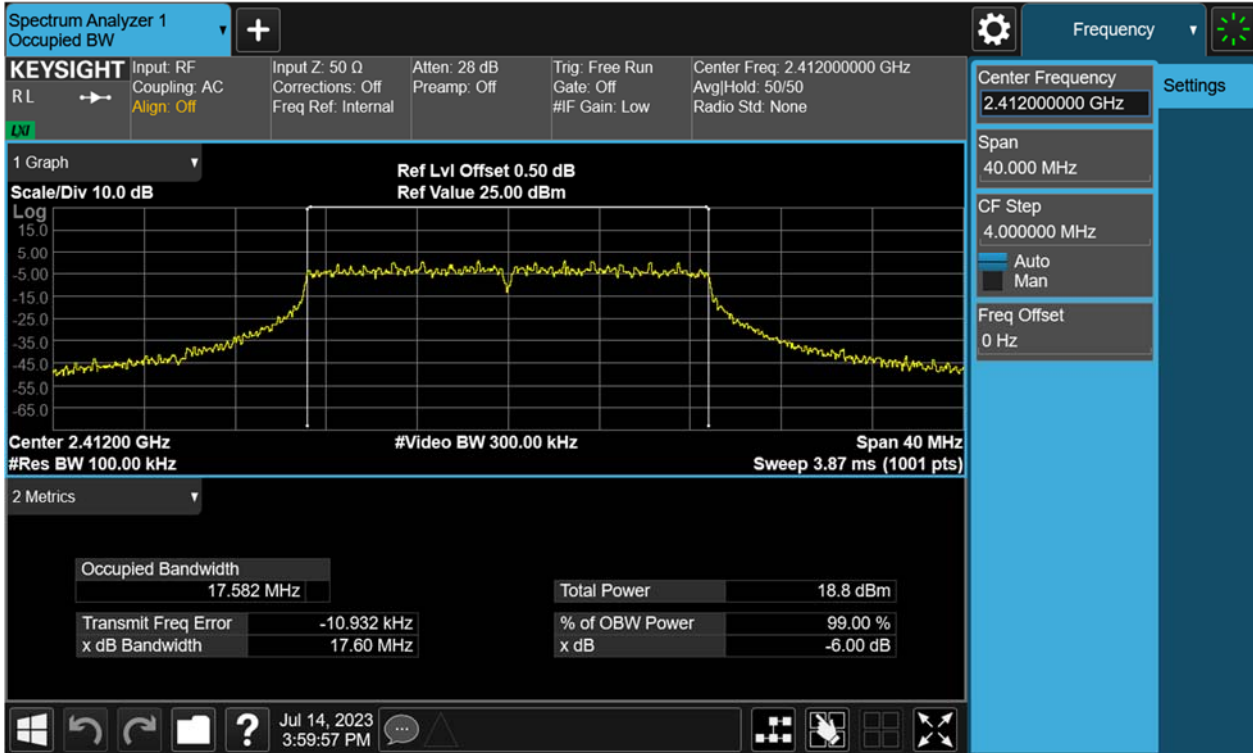 Spectrum Analyzer 1
Occupied BW
+
Frequency
KEYSIGHT
RL
LXI
Input: RF
Coupling: AC
Align: Off
Input Z: 50 Ω
Corrections: Off
Freq Ref: Internal
Atten: 28 dB
Preamp: Off
Trig: Free Run
Gate: Off
#IF Gain: Low
Center Freq: 2.412000000 GHz
Avg|Hold: 50/50
Radio Std: None
Center Frequency
2.412000000 GHz
Settings
Span
40.000 MHz
CF Step
4.000000 MHz
Auto
Man
Freq Offset
0 Hz
1 Graph
Ref Lvl Offset 0.50 dB
Scale/Div 10.0 dB
Ref Value 25.00 dBm
Log
15.0
5.00
-5.00
-15.0
-25.0
-35.0
-45.0
-55.0
-65.0
Center 2.41200 GHz
#Video BW 300.00 kHz
Span 40 MHz
#Res BW 100.00 kHz
Sweep 3.87 ms (1001 pts)
2 Metrics
Occupied Bandwidth
17.582 MHz
Total Power 18.8 dBm
Transmit Freq Error -10.932 kHz
% of OBW Power 99.00 %
x dB Bandwidth 17.60 MHz
x dB -6.00 dB
?
Jul 14, 2023
3:59:57 PM